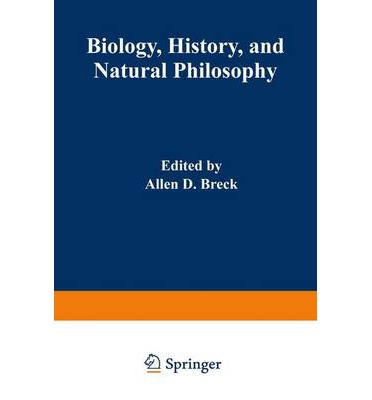 Biology, History, and
Natural Philosophy
Edited by
Allen D. Breck
Springer